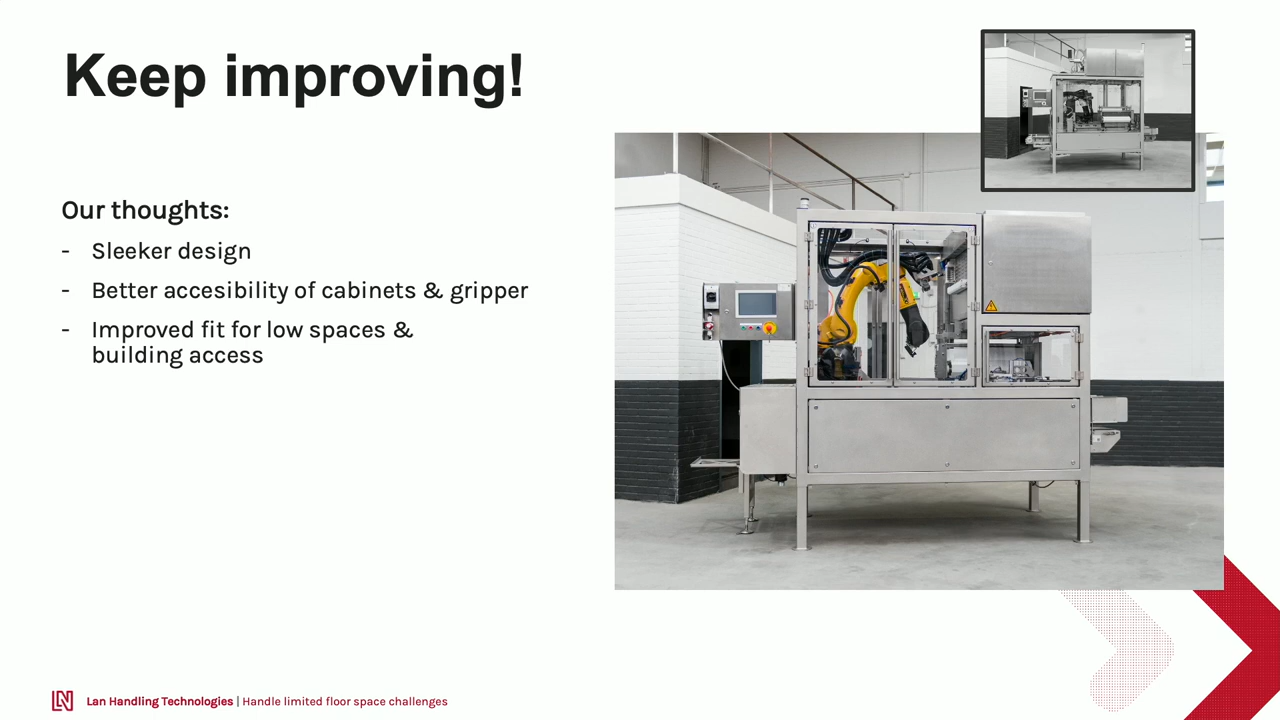 Keep improving!
Our thoughts:
- Sleeker design
- Better accesibility of cabinets & gripper
- Improved fit for low spaces &
building access
LN Lan Handling Technologies | Handle limited floor space challenges